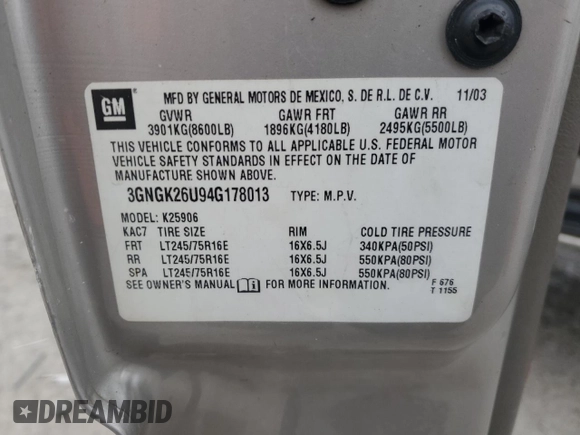 GM
MFD BY GENERAL MOTORS DE MEXICO, S. DE R.L. DE C.V. 11/03
GVWR GAWR FRT GAWR RR
3901KG(8600LB) 1896KG(4180LB) 2495KG(5500LB)
THIS VEHICLE CONFORMS TO ALL APPLICABLE U.S. FEDERAL MOTOR
VEHICLE SAFETY STANDARDS IN EFFECT ON THE DATE OF
MANUFACTURE SHOWN ABOVE.
3GNGK26U94G178013 TYPE: M.P.V.
MODEL: K25906
KAC7 TIRE SIZE RIM COLD TIRE PRESSURE
FRT LT245/75R16E 16X6.5J 340KPA(50PSI)
RR LT245/75R16E 16X6.5J 550KPA(80PSI)
SPA LT245/75R16E 16X6.5J 550KPA(80PSI)
SEE OWNER'S MANUAL FOR MORE INFORMATION.
F 676
T 1155
DREAMBID